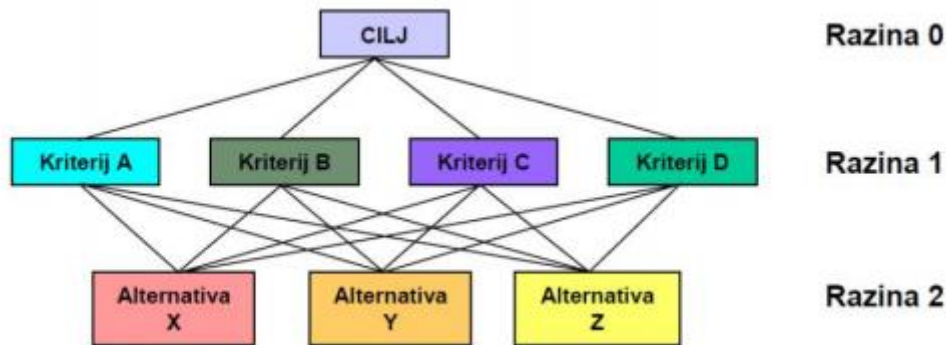 CILJ
Razina 0
Kriterij A
Kriterij B
Kriterij C
Kriterij D
Razina 1
Alternativa
X
Alternativa
Y
Alternativa
Z
Razina 2